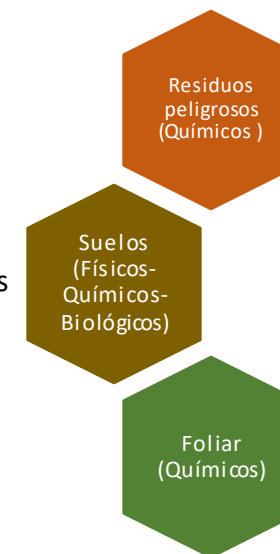 Residuos
peligrosos
(Químicos )
Suelos
(Físicos-
Químicos-
Biológicos)
s
Foliar
(Químicos)